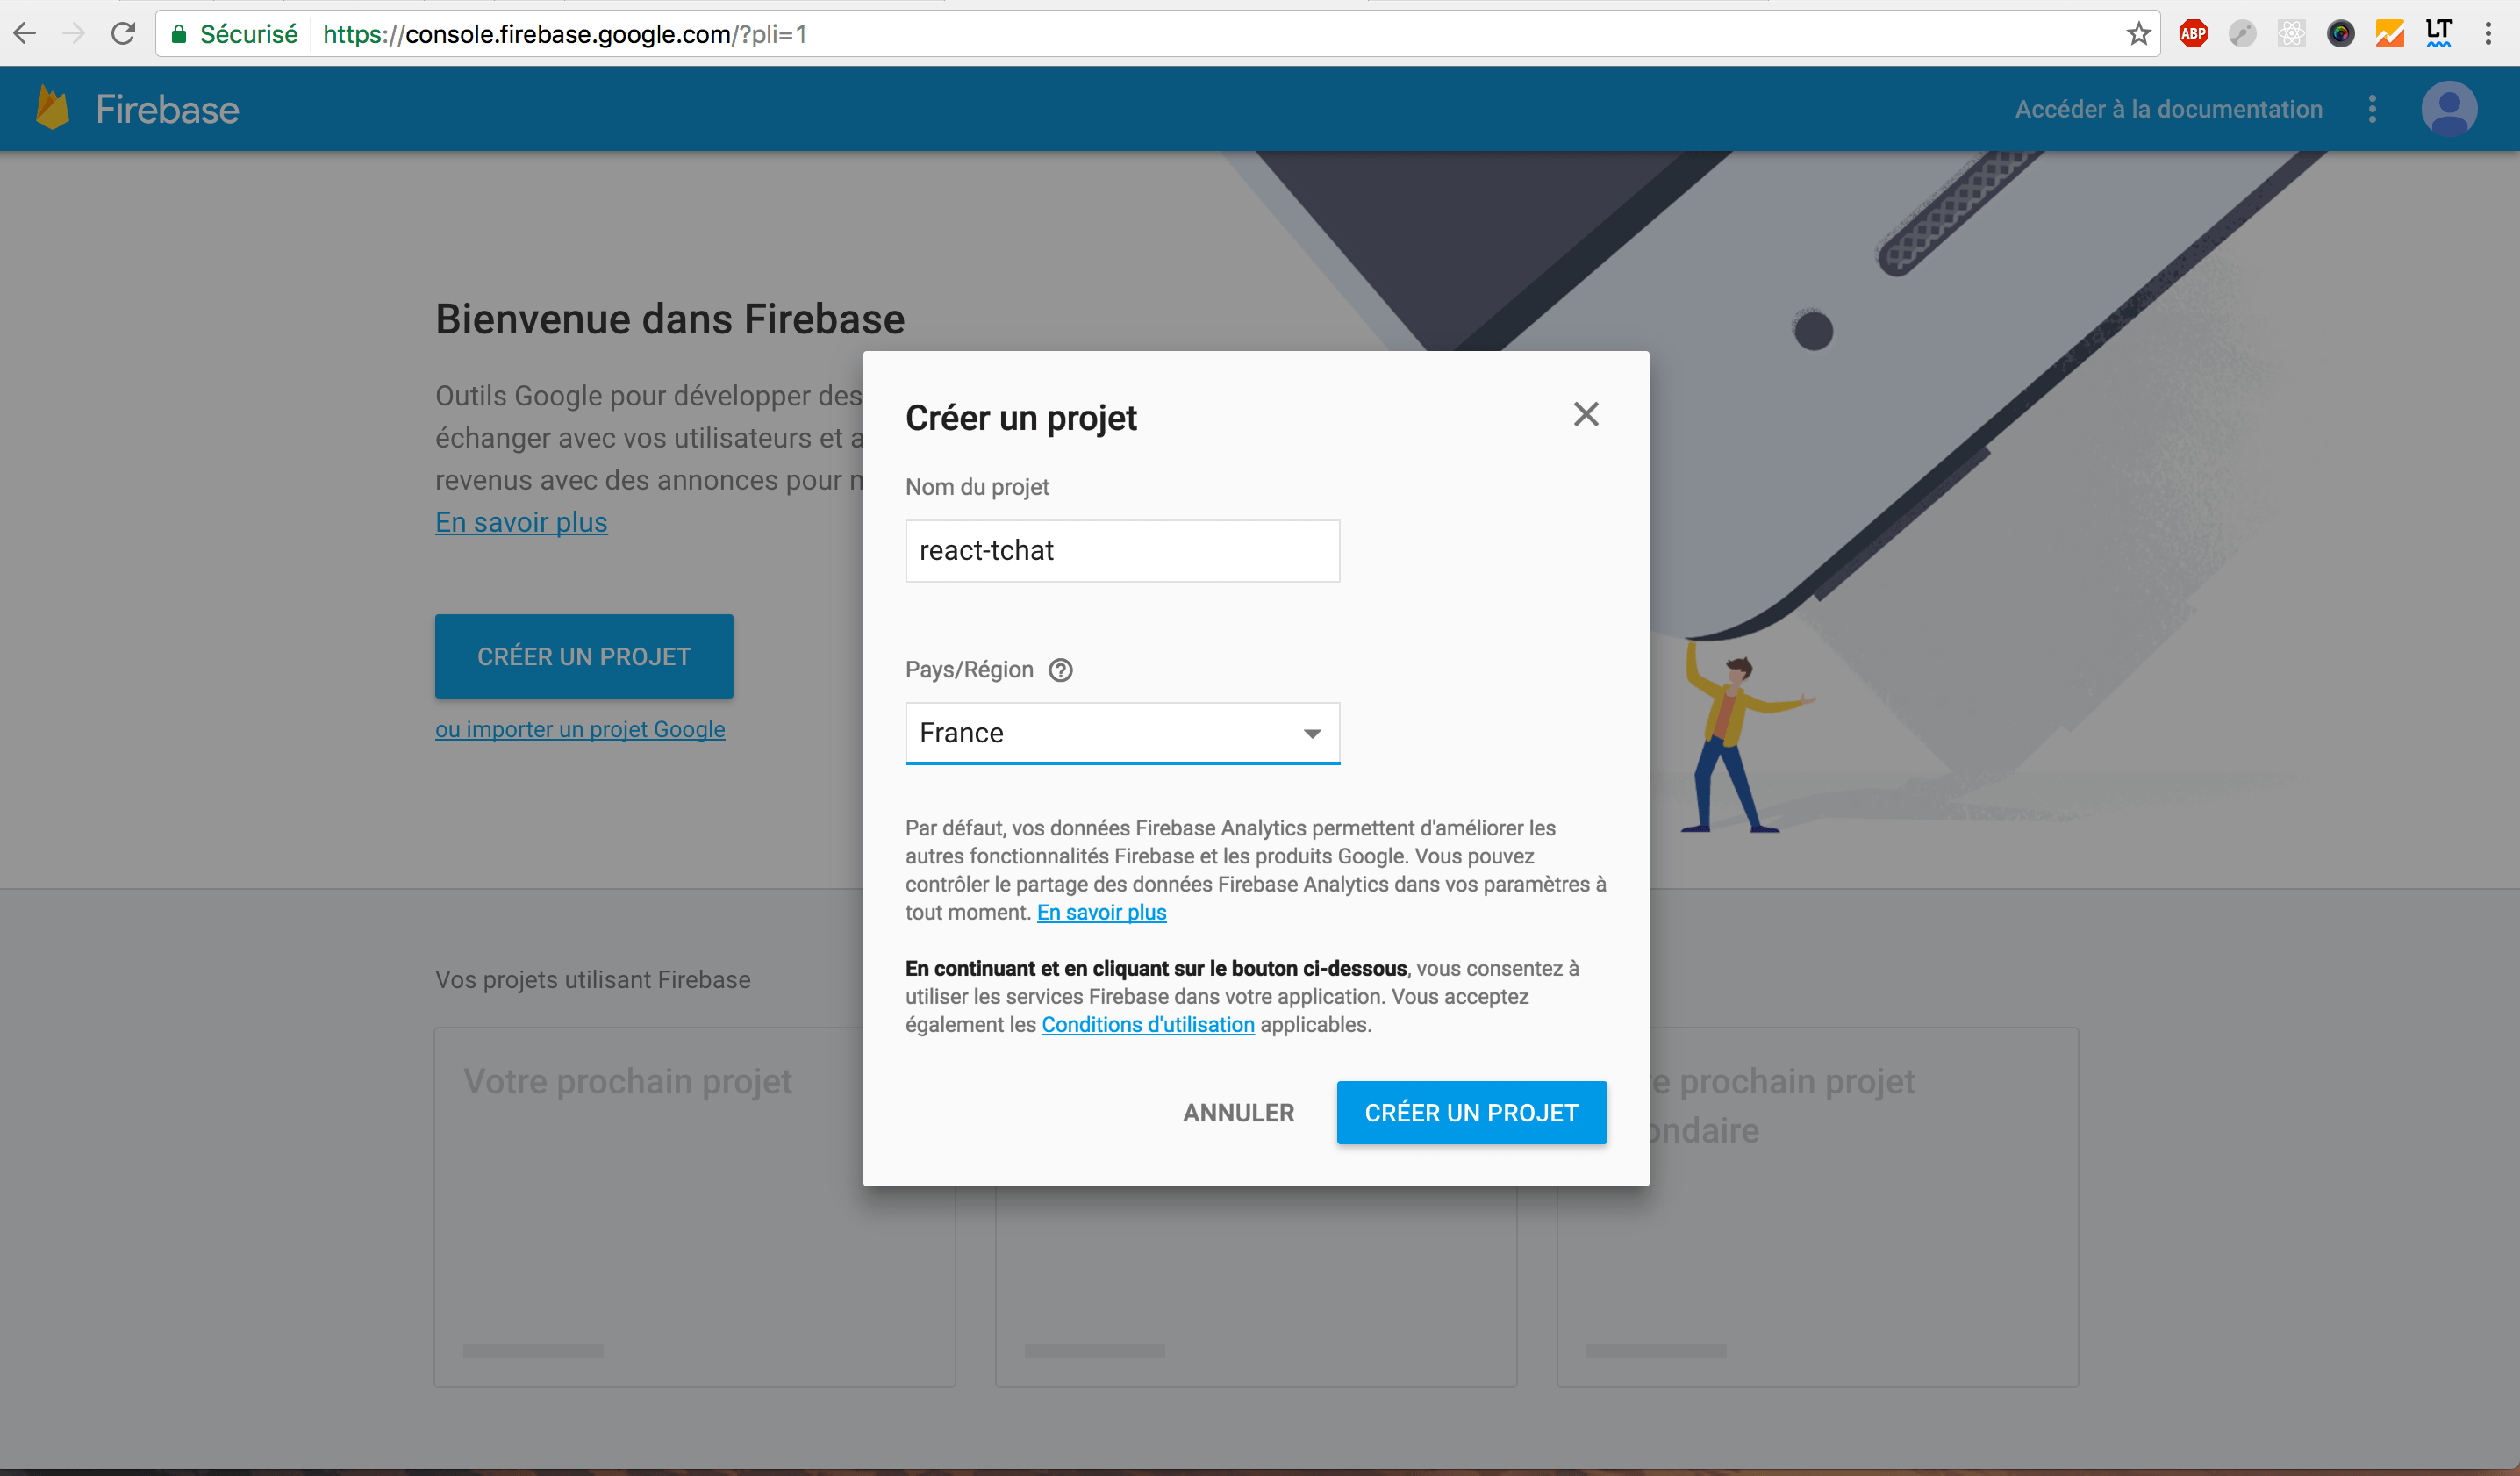 Sécurisé https://console.firebase.google.com/?pli=1
ABP
LT
Firebase
Accéder à la documentation
Bienvenue dans Firebase
Outils Google pour développer des
échanger avec vos utilisateurs et
revenus avec des annonces pour
En savoir plus
CRÉER UN PROJET
ou importer un projet Google
Créer un projet
Nom du projet
react-tchat
Pays/Région
France
Par défaut, vos données Firebase Analytics permettent d'améliorer les
autres fonctionnalités Firebase et les produits Google. Vous pouvez
contrôler le partage des données Firebase Analytics dans vos paramètres à
tout moment. En savoir plus
En continuant et en cliquant sur le bouton ci-dessous, vous consentez à
utiliser les services Firebase dans votre application. Vous acceptez
également les Conditions d'utilisation applicables.
ANNULER
CRÉER UN PROJET
Vos projets utilisant Firebase
Votre prochain projet
prochain projet